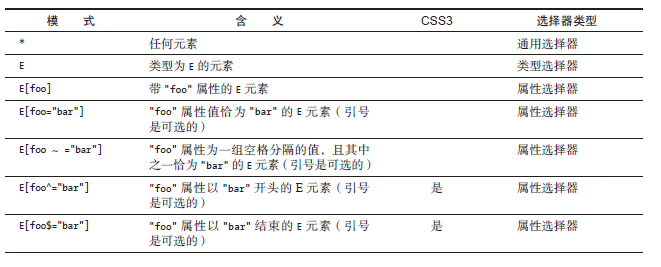 模 式 含 义 CSS3 选择器类型
* 任何元素 通用选择器
E 类型为 E 的元素 类型选择器
E[foo] 带 "foo" 属性的 E 元素 属性选择器
E[foo="bar"] "foo" 属性值恰为 "bar" 的 E 元素（引号 属性选择器
是可选的）
E[foo ~ ="bar"] "foo" 属性为一组空格分隔的值，且其中 属性选择器
之一恰为 "bar" 的 E 元素（引号是可选的）
E[foo^="bar"] "foo" 属性以 "bar" 开头的 E 元素（引号 是 属性选择器
是可选的）
E[foo$="bar"] "foo" 属性以 "bar" 结束的 E 元素（引号 是 属性选择器
是可选的）